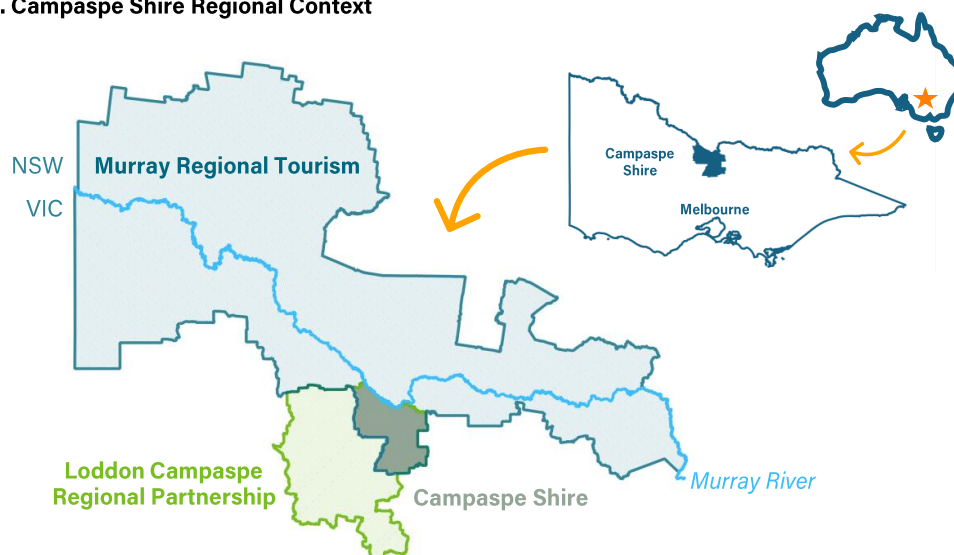 . Campaspe Shire Regional Context
NSW
Murray Regional Tourism
VIC
Campaspe
Shire
Melbourne
Loddon Campaspe
Regional Partnership
Campaspe Shire
Murray River